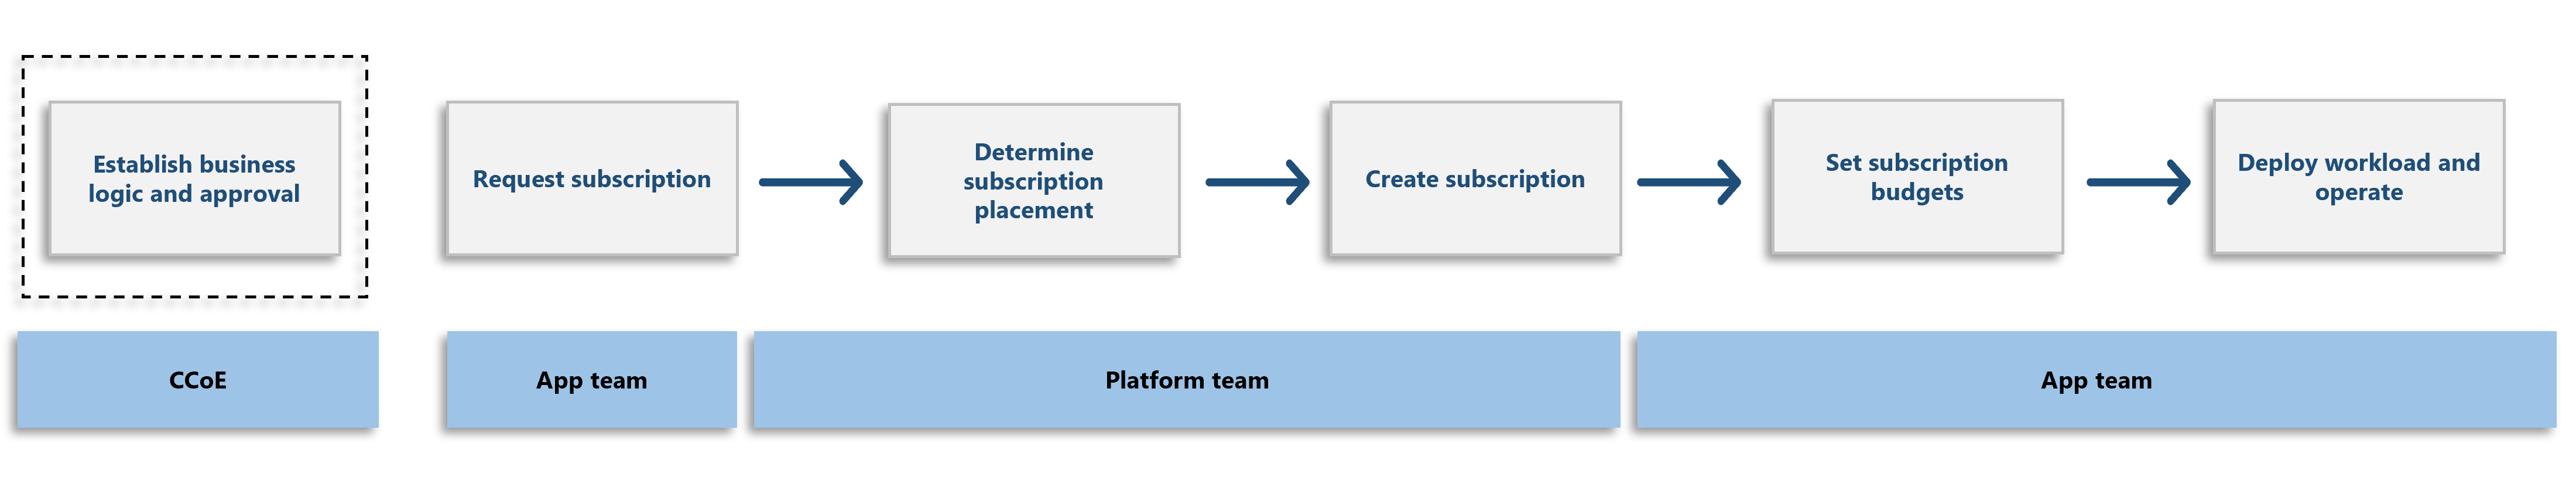 Establish business
logic and approval
Request subscription
Determine
subscription
placement
Create subscription
Set subscription
budgets
Deploy workload and
operate
CCoE
App team
Platform team
App team